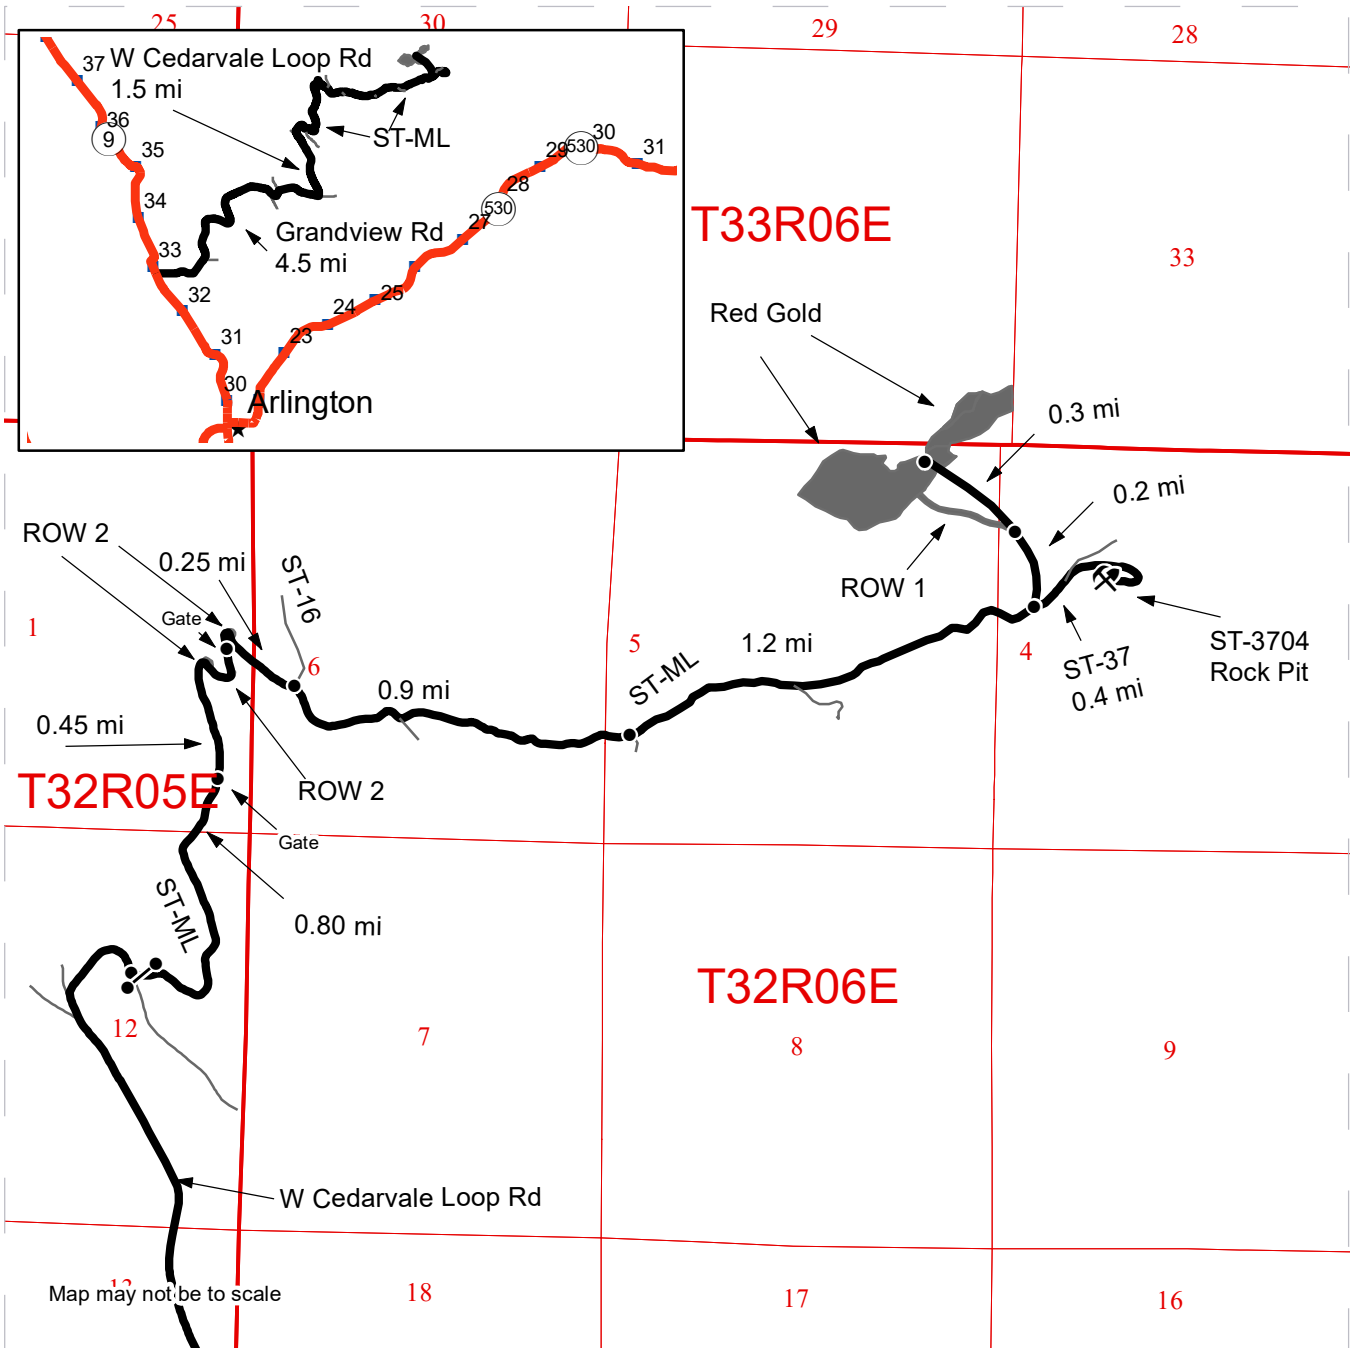 25
30
29
28
37
W Cedarvale Loop Rd
1.5 mi
36
9
35
ST-ML
29
530
30
31
34
28
530
27
Grandview Rd
4.5 mi
33
32
25
24
31
23
30
Arlington
T33R06E
33
Red Gold
0.3 mi
0.2 mi
ROW 2
0.25 mi
ST-16
ROW 1
Gate
1
6
5
1.2 mi
4
ST-3704
Rock Pit
ST-37
0.4 mi
ST-ML
0.9 mi
0.45 mi
T32R05E
ROW 2
Gate
ST-ML
0.80 mi
T32R06E
12
7
8
9
W Cedarvale Loop Rd
Map may not be to scale
18
17
16